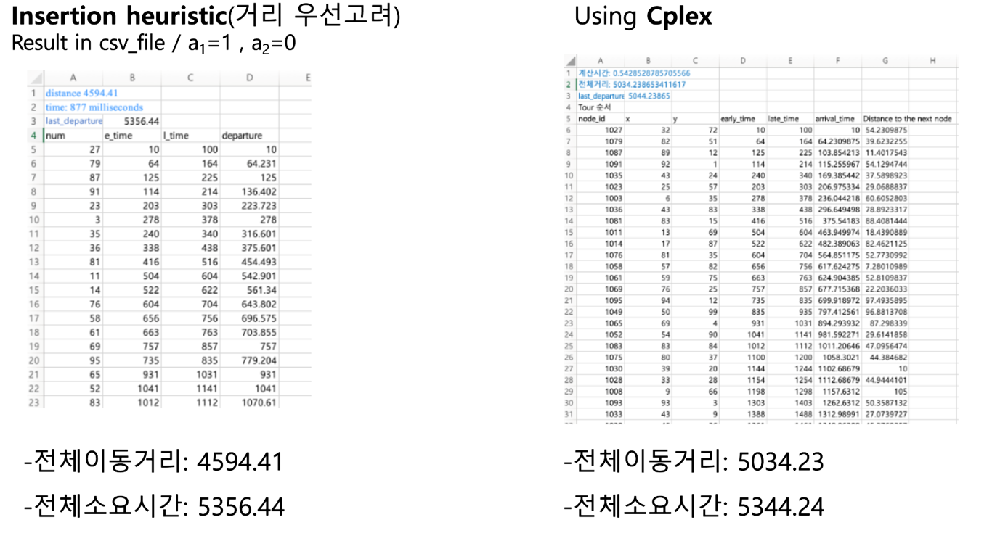 Insertion heuristic(거리 우선고려)
Result in csv_file / a1=1 , a2=0
A B C D E
1 distance 4594.41
2 time: 877 milliseconds
3 last_departure 5356.44
4 num e_time l_time departure
5 27 10 100 10
6 79 64 164 64.231
7 87 125 225 125
8 91 114 214 136.402
9 23 203 303 223.723
10 3 278 378 278
11 35 240 340 316.601
12 36 338 438 375.601
13 81 416 516 454.493
14 11 504 604 542.901
15 14 522 622 561.34
16 76 604 704 643.802
17 58 656 756 696.575
18 61 663 763 703.855
19 69 757 857 757
20 95 735 835 779.204
21 65 931 1031 931
22 52 1041 1141 1041
23 83 1012 1112 1070.61
-전체이동거리: 4594.41
-전체소요시간: 5356.44
Using Cplex
A B C D E F G H
1 계산시간: 0.5428528785705566
2 전체거리: 5034.238653411617
3 last_departure 5044.23865
4 Tour 순서
5 node_id x y early_time late_time arrival_time Distance to the next node
6 1027 32 72 10 100 10 54.2309875
7 1079 82 51 64 164 64.2309875 39.6232255
8 1087 89 12 125 225 103.854213 11.4017543
9 1091 92 1 114 214 115.255967 54.1294744
10 1035 43 24 240 340 169.385442 37.5898923
11 1023 25 57 203 303 206.975334 29.0688837
12 1003 6 35 278 378 236.044218 60.6052803
13 1036 43 83 338 438 296.649498 78.8923317
14 1081 83 15 416 516 375.54183 88.4081444
15 1011 13 69 504 604 463.949974 18.4390889
16 1014 17 87 522 622 482.389063 82.4621125
17 1076 81 35 604 704 564.851175 52.7730992
18 1058 57 82 656 756 617.624275 7.28010989
19 1061 59 75 663 763 624.904385 52.8109837
20 1069 76 25 757 857 677.715368 22.2036033
21 1095 94 12 735 835 699.918972 97.4935895
22 1049 50 99 835 935 797.412561 96.8813708
23 1065 69 4 931 1031 894.293932 87.298339
24 1052 54 90 1041 1141 981.592271 29.6141858
25 1083 83 84 1012 1112 1011.20646 47.0956474
26 1075 80 37 1100 1200 1058.3021 44.384682
27 1030 39 20 1144 1244 1102.68679 10
28 1028 33 28 1154 1254 1112.68679 44.9444101
29 1008 9 66 1198 1298 1157.6312 105
30 1093 93 3 1303 1403 1262.6312 50.3587132
31 1033 43 9 1388 1488 1312.98991 27.0739727
-전체이동거리: 5034.23
-전체소요시간: 5344.24